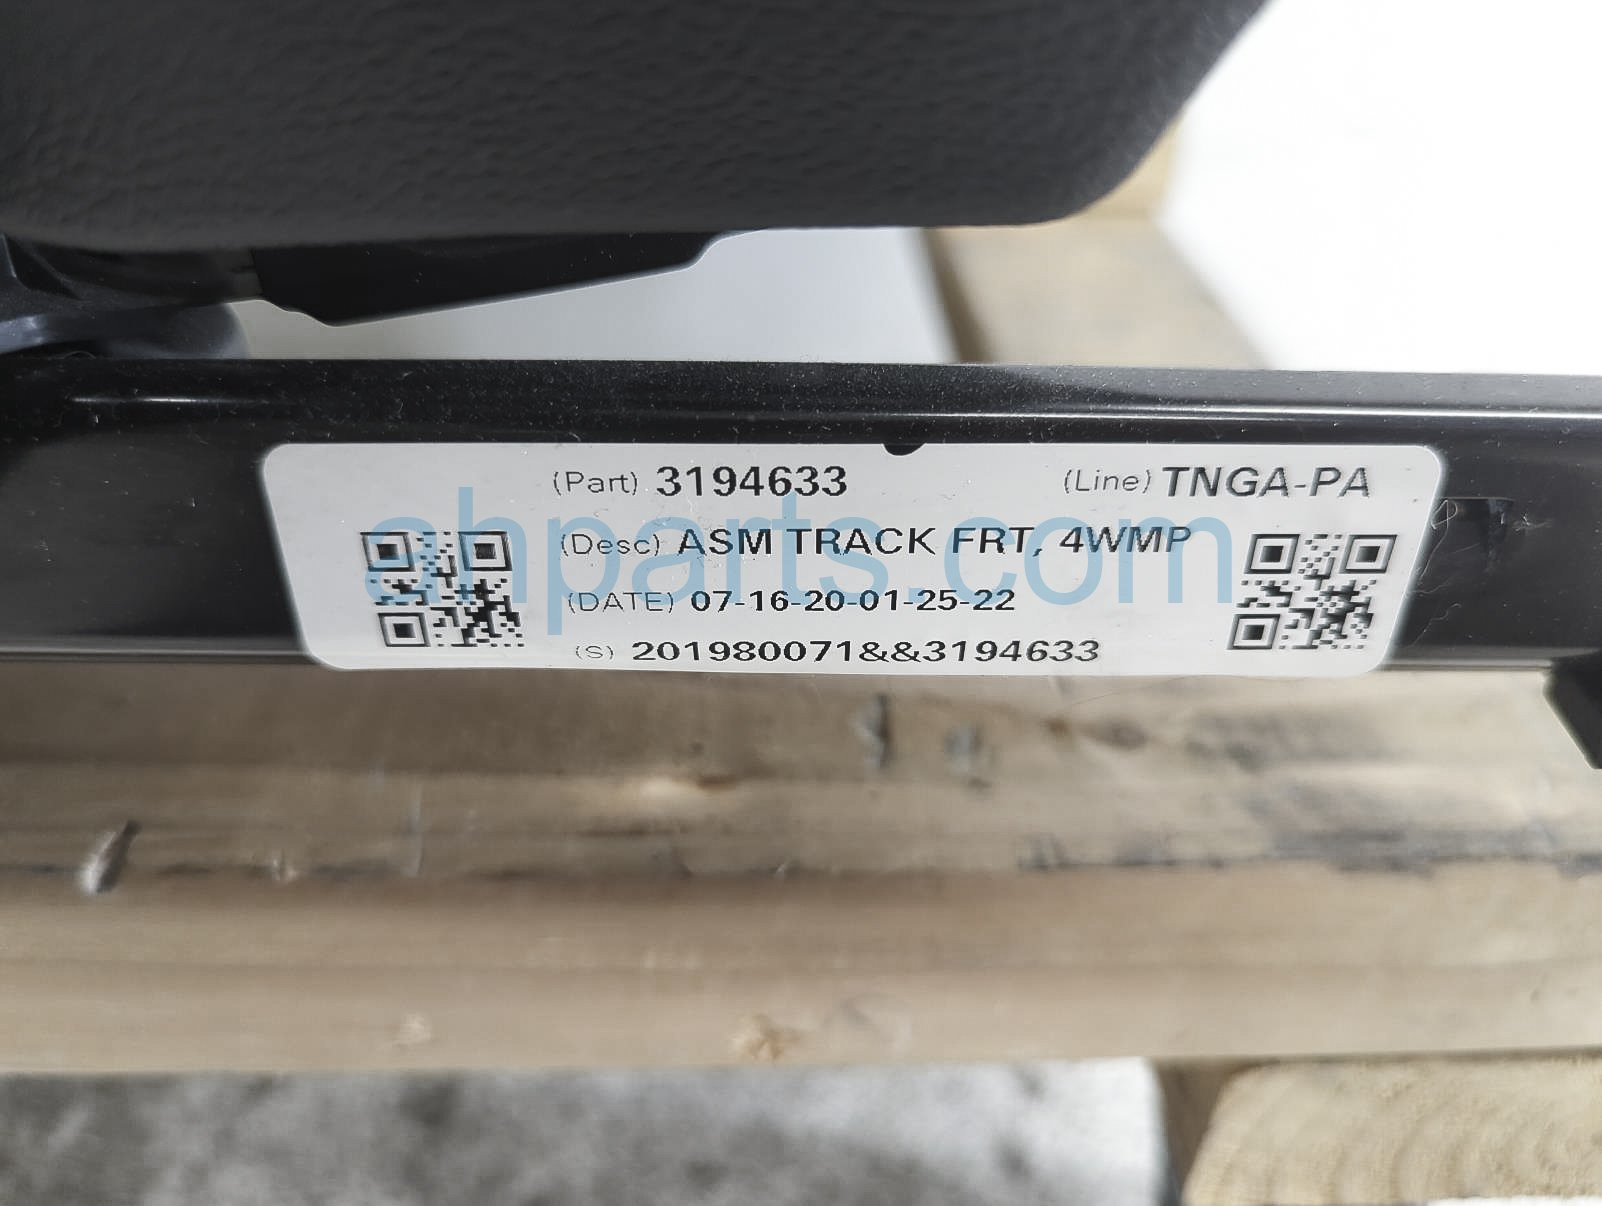 (Part) 3194633 (Line) TNGA-PA
(Desc) ASM TRACK FRT, 4WMP
ahparts.com
(DATE) 07-16-20-01-25-22
(S) 201980071&&3194633